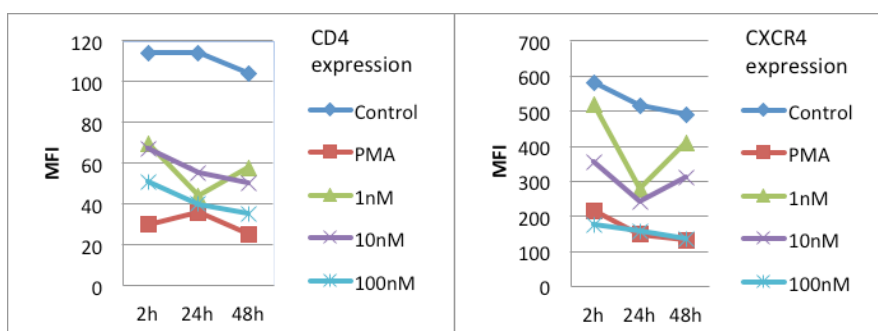 CD4
expression
120
100
80
60
40
20
0
MFI
2h 24h 48h
Control
PMA
1nM
10nM
100nM
CXCR4
expression
700
600
500
400
300
200
100
0
MFI
2h 24h 48h
Control
PMA
1nM
10nM
100nM